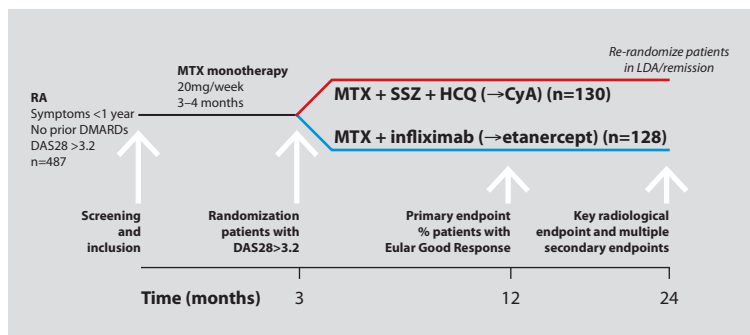 Re-randomize patients
in LDA/remission
MTX monotherapy
20mg/week
3–4 months
RA
Symptoms <1 year
No prior DMARDs
DAS28 >3.2
n=487
MTX + SSZ + HCQ (→CyA) (n=130)
MTX + infliximab (→etanercept) (n=128)
Screening
and
inclusion
Randomization
patients with
DAS28>3.2
Primary endpoint
% patients with
Eular Good Response
Key radiological
endpoint and multiple
secondary endpoints
Time (months) 3 12 24